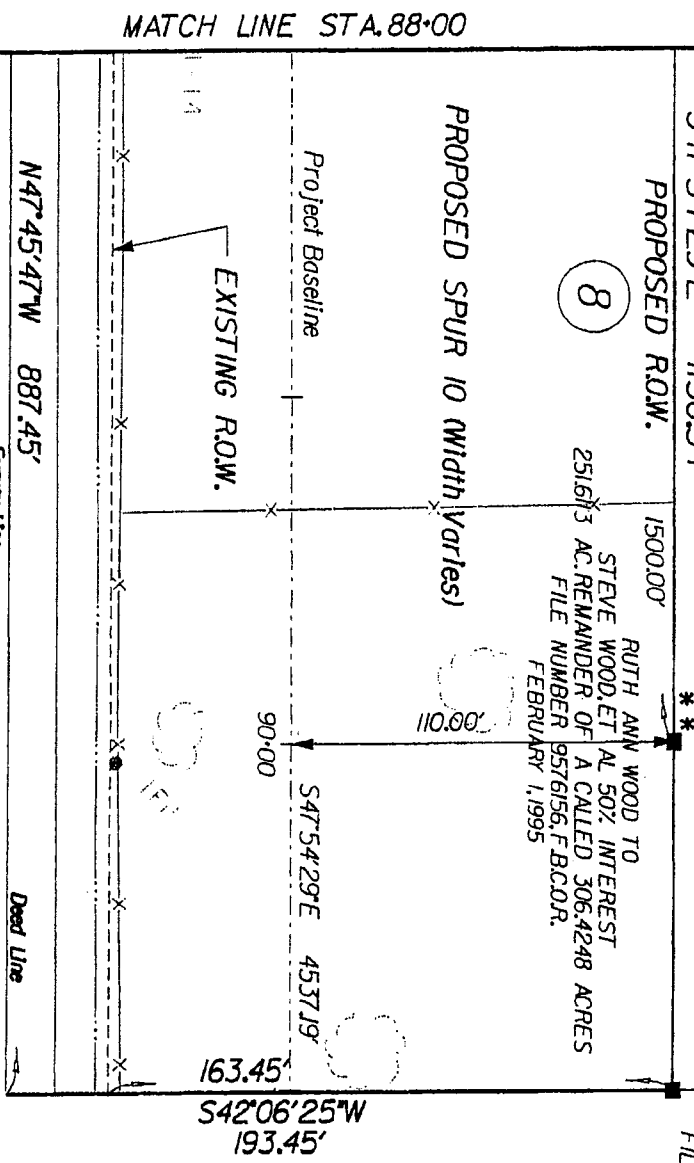 MATCH LINE STA. 88+00
PROPOSED R.O.W.
8
1500.00'
**
RUTH ANN WOOD TO
STEVE WOOD, ET AL 50% INTEREST
251.6113 AC. REMAINDER OF A CALLED 306.4248 ACRES
FILE NUMBER 9576156, F.B.C.O.R.
FEBRUARY 1, 1995
PROPOSED SPUR 10 (Width Varies)
110.00'
Project Baseline
90+00
S47°54'29"E 4537.19'
EXISTING R.O.W.
N47°45'47"W 887.45'
Deed Line
163.45'
S42°06'25"W
193.45'
FIL